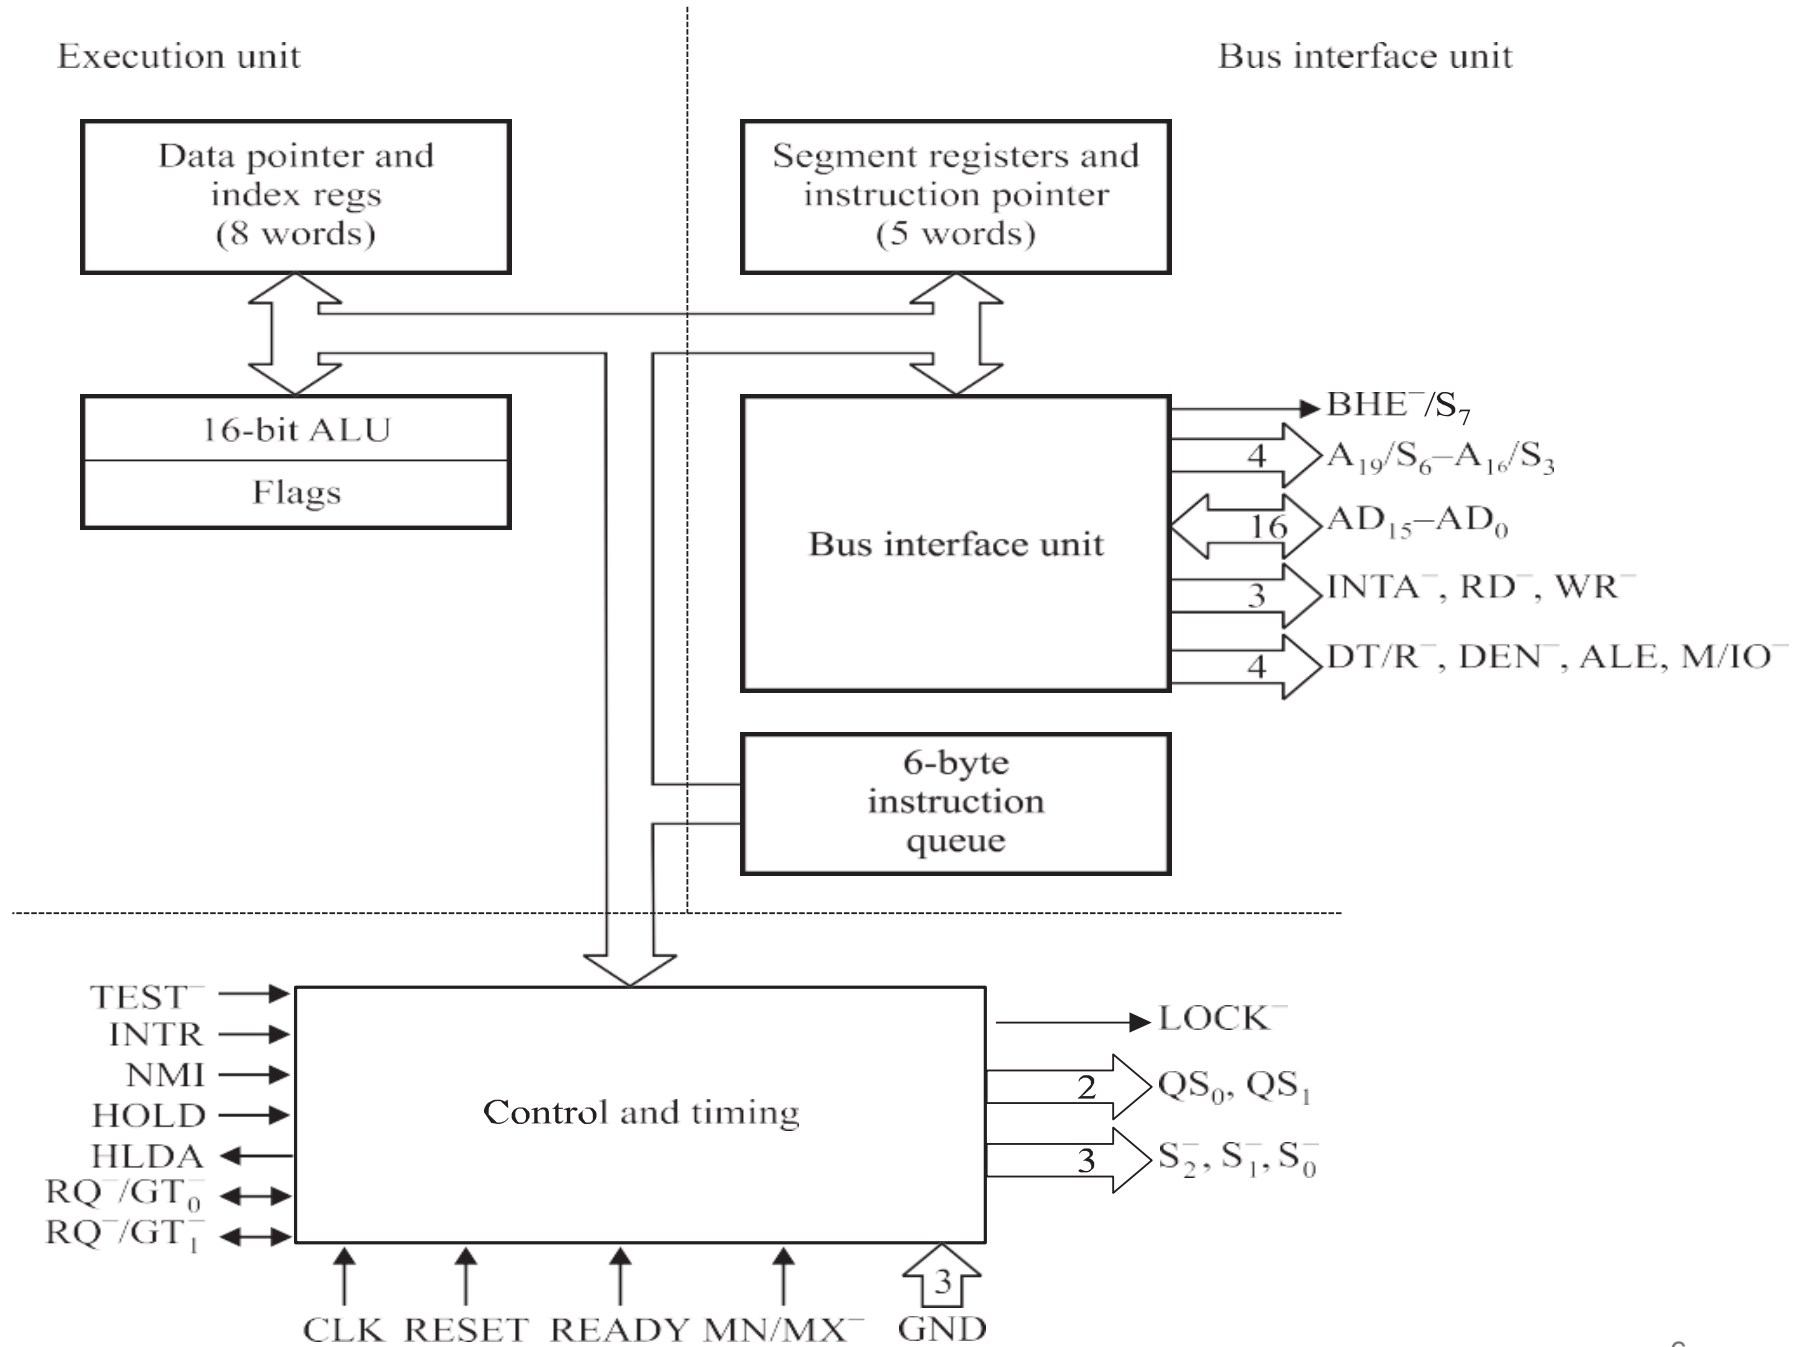 Execution unit
Bus interface unit
Data pointer and
index regs
(8 words)
Segment registers and
instruction pointer
(5 words)
16-bit ALU
Flags
Bus interface unit
BHE⁻/S₇
4
A₁₉/S₆–A₁₆/S₃
16
AD₁₅–AD₀
3
INTA⁻, RD⁻, WR⁻
4
DT/R⁻, DEN⁻, ALE, M/IO⁻
6-byte
instruction
queue
TEST⁻
INTR
NMI
HOLD
HLDA
RQ⁻/GT₀⁻
RQ⁻/GT₁⁻
Control and timing
LOCK⁻
2
QS₀, QS₁
3
S₂⁻, S₁⁻, S₀⁻
3
CLK RESET READY MN/MX⁻ GND